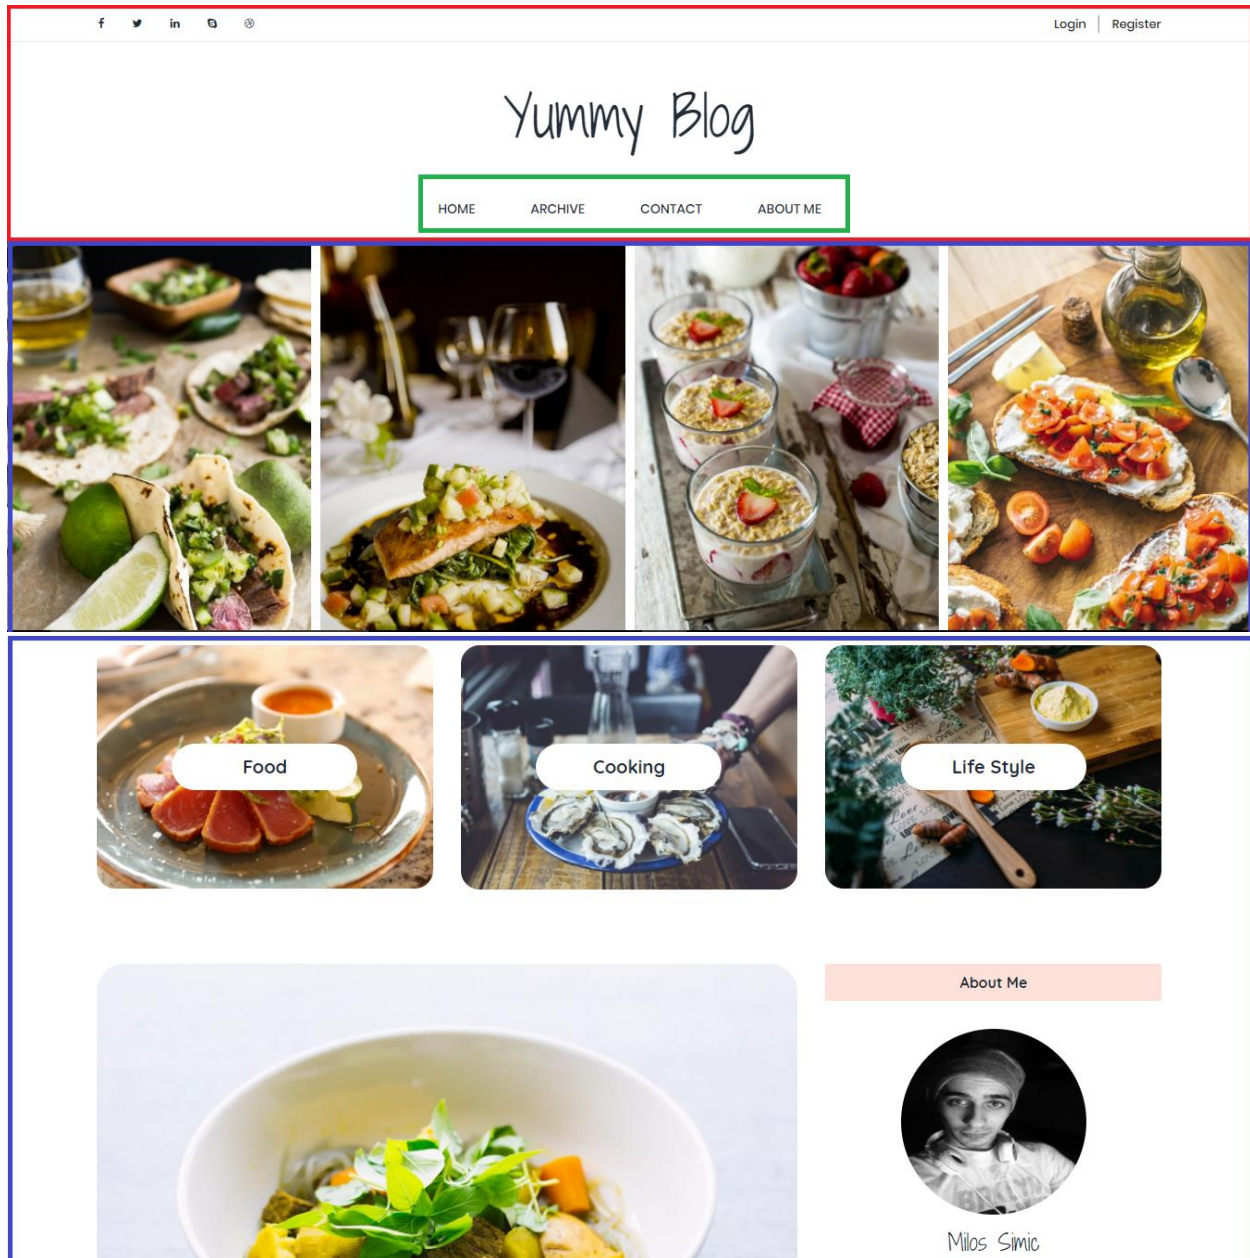 Login Register
Yummy Blog
HOME ARCHIVE CONTACT ABOUT ME
Food Cooking Life Style
About Me
Milos Simic